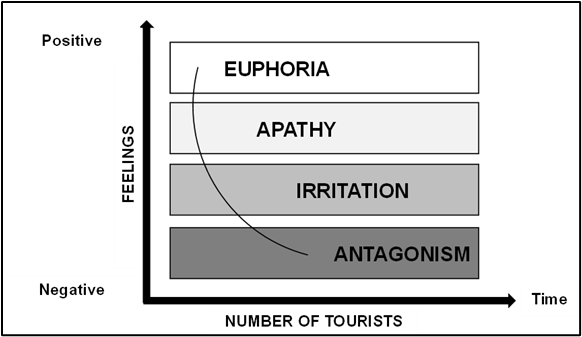 Positive
EUPHORIA
APATHY
FEELINGS
IRRITATION
ANTAGONISM
Negative
Time
NUMBER OF TOURISTS